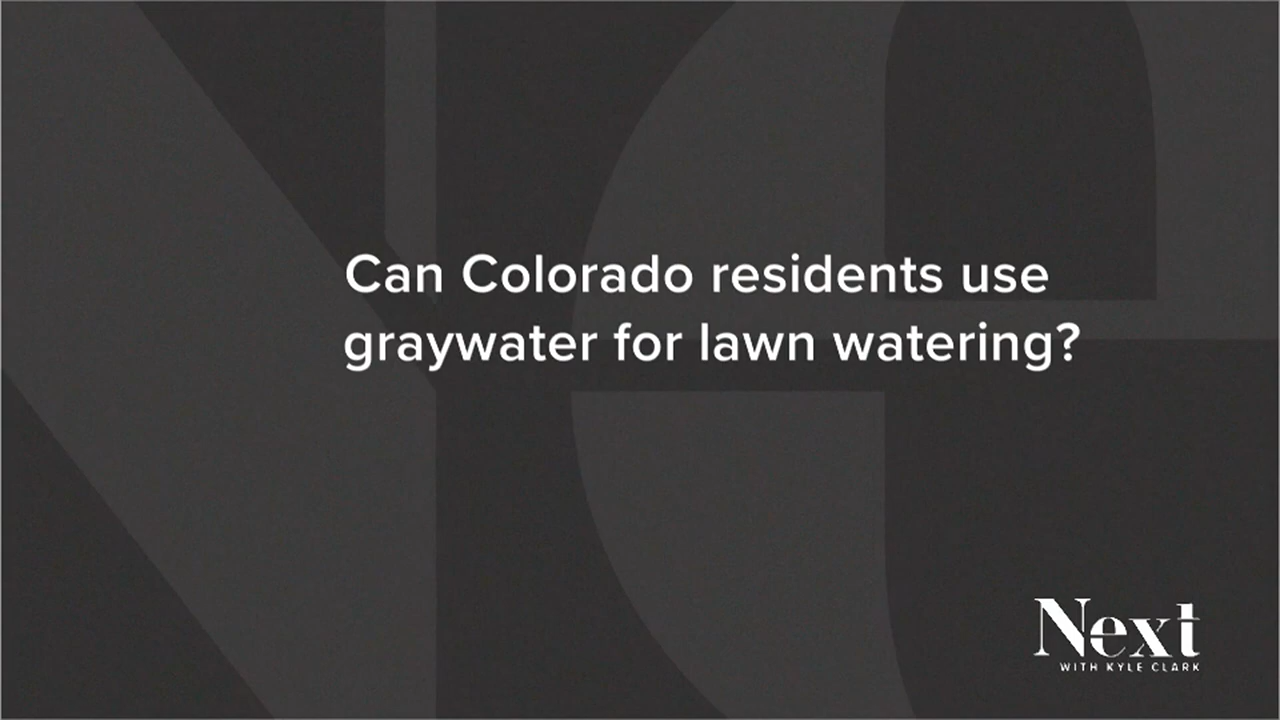 Can Colorado residents use
graywater for lawn watering?
Next
WITH KYLE CLARK